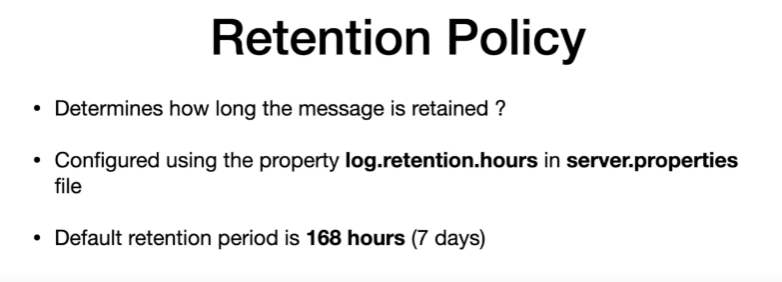 Retention Policy
• Determines how long the message is retained ?
• Configured using the property log.retention.hours in server.properties
file
• Default retention period is 168 hours (7 days)